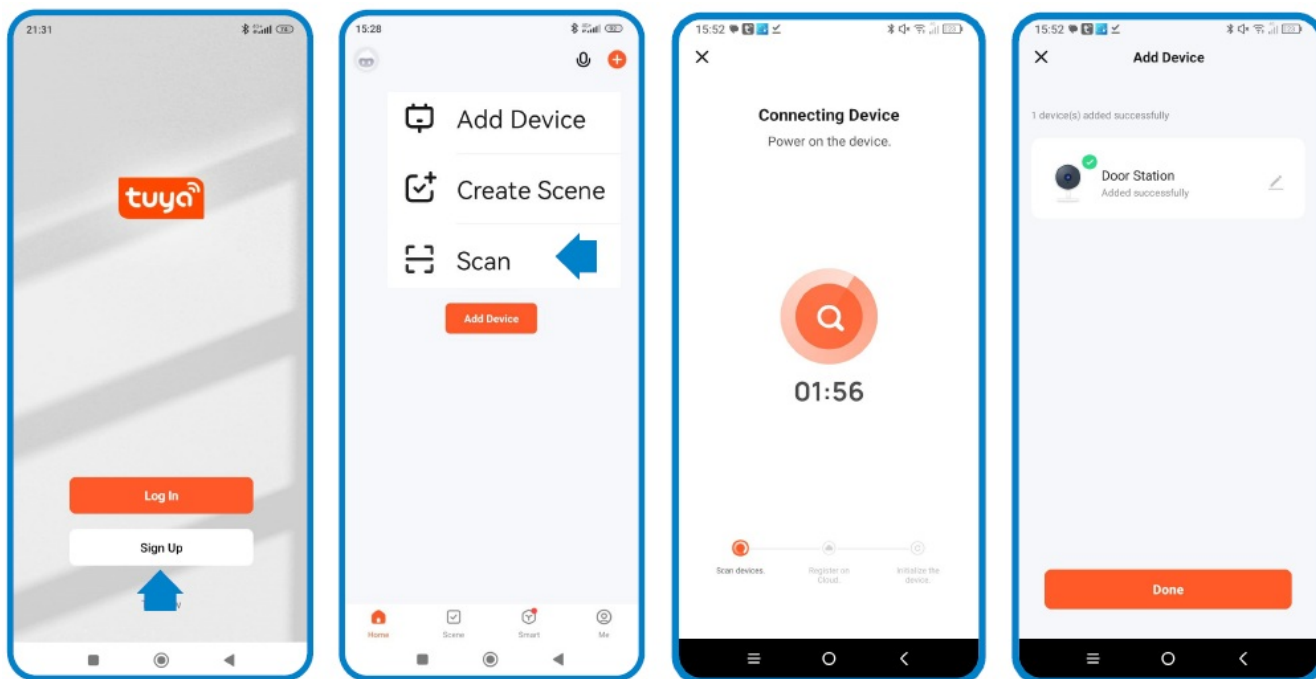 21:31
tuya
Log In
Sign Up
15:28
Add Device
Create Scene
Scan
Add Device
Home
Scene
Smart
Me
15:52
Connecting Device
Power on the device.
01:56
Scan devices.
Register on
Cloud.
Initialize the
device.
15:52
Add Device
1 device(s) added successfully
Door Station
Added successfully
Done